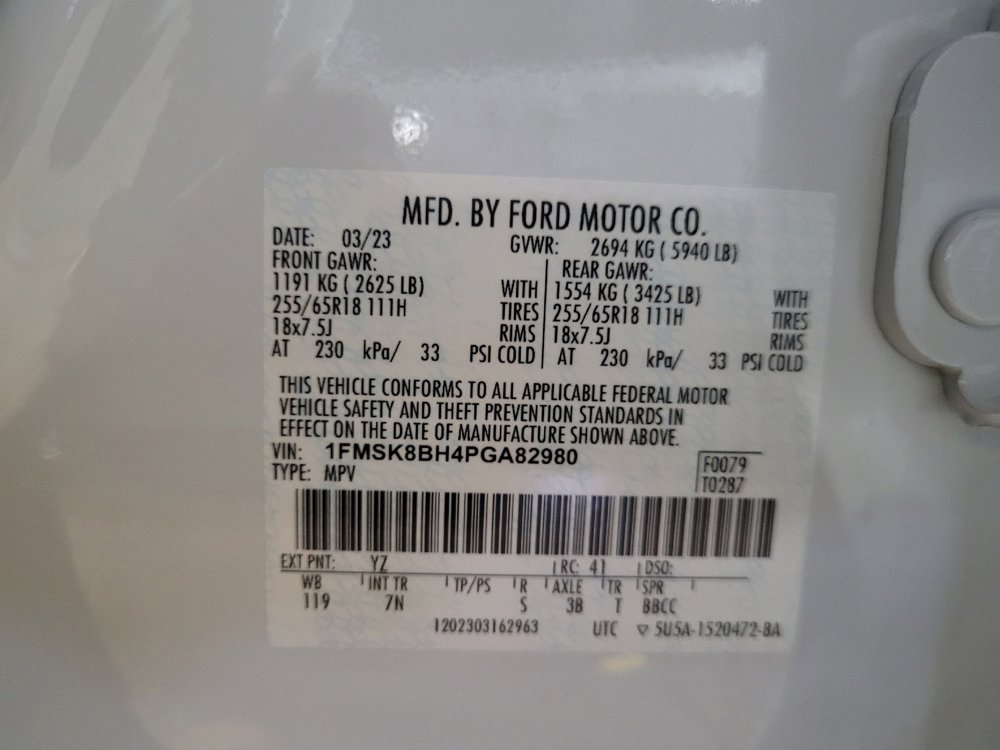 MFD. BY FORD MOTOR CO.
DATE: 03/23 GVWR: 2694 KG ( 5940 LB)
FRONT GAWR: REAR GAWR:
1191 KG ( 2625 LB) WITH 1554 KG ( 3425 LB) WITH
255/65R18 111H TIRES 255/65R18 111H TIRES
18x7.5J RIMS 18x7.5J RIMS
AT 230 kPa/ 33 PSI COLD AT 230 kPa/ 33 PSI COLD
THIS VEHICLE CONFORMS TO ALL APPLICABLE FEDERAL MOTOR
VEHICLE SAFETY AND THEFT PREVENTION STANDARDS IN
EFFECT ON THE DATE OF MANUFACTURE SHOWN ABOVE.
VIN: 1FMSK8BH4PGA82980 F0079
TYPE: MPV T0287
EXT PNT: YZ RC: 41 DSO:
WB INT TR TP/PS R AXLE TR SPR
119 7N S 3B T BBCC
1202303162963 UTC ▽ 5U5A-1520472-BA